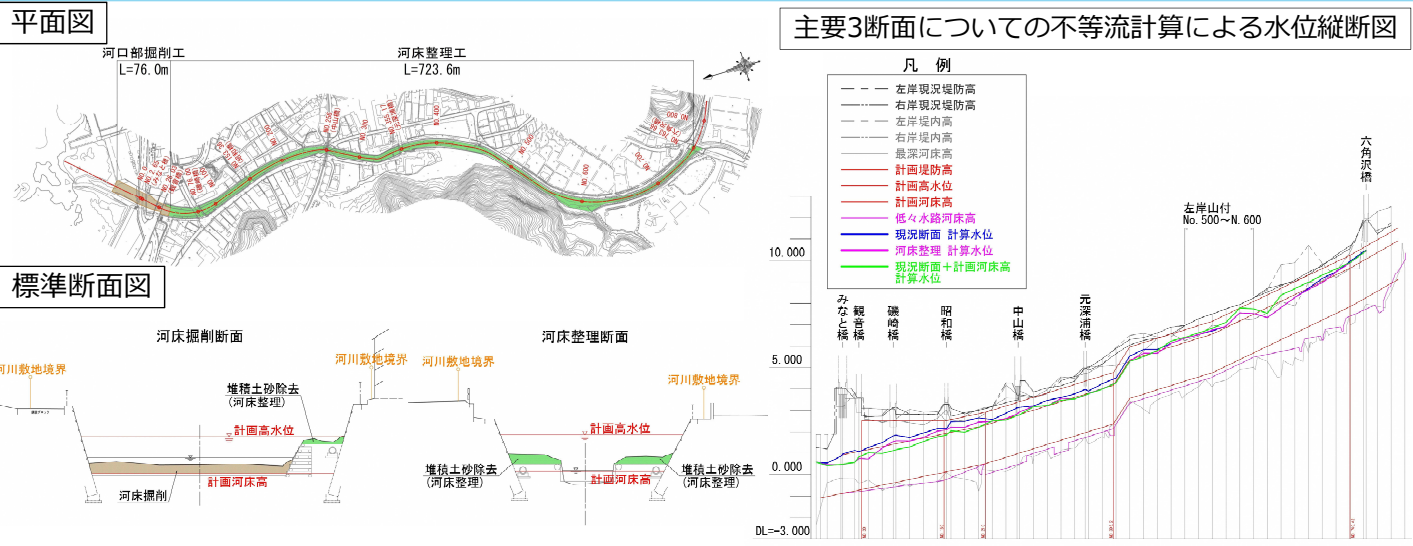 平面図
河口部掘削工
L=76.0m
河床整理工
L=723.6m
NO.400
NO.600
標準断面図
河床掘削断面
河川敷地境界
河川敷地境界
堆積土砂除去
(河床整理)
計画高水位
計画河床高
河床掘削
河床整理断面
河川敷地境界
河川敷地境界
計画高水位
堆積土砂除去
(河床整理)
計画河床高
堆積土砂除去
(河床整理)
主要3断面についての不等流計算による水位縦断図
凡 例
左岸現況堤防高
右岸現況堤防高
左岸堤内高
右岸堤内高
最深河床高
計画堤防高
計画高水位
計画河床高
低々水路河床高
現況断面 計算水位
河床整理 計算水位
現況断面+計画河床高
計算水位
10.000
5.000
0.000
DL=-3.000
みなと橋
観音橋
磯崎橋
昭和橋
中山橋
元深浦橋
左岸山付
No.500~N.600
六角沢橋